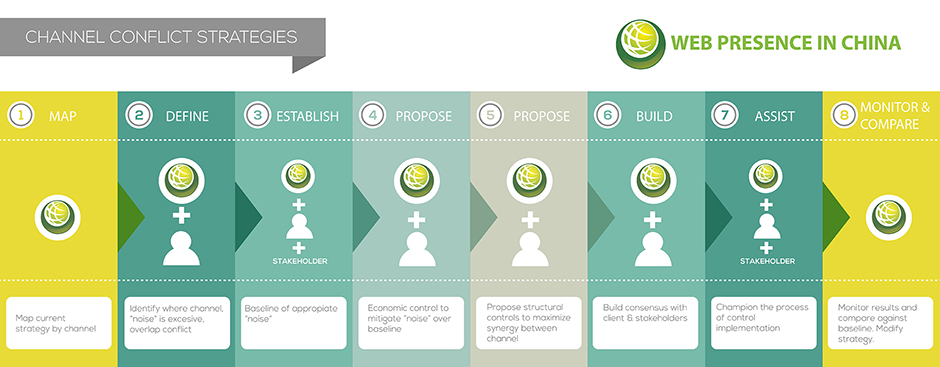 CHANNEL CONFLICT STRATEGIES
WEB PRESENCE IN CHINA
1 MAP
2 DEFINE
3 ESTABLISH
4 PROPOSE
5 PROPOSE
6 BUILD
7 ASSIST
8 MONITOR &
COMPARE
STAKEHOLDER
STAKEHOLDER
Map current
strategy by channel
Identify where channel,
"noise" is excesive,
overlap conflict
Baseline of appropiate
"noise"
Economic control to
mitigate "noise" over
baseline
Propose structural
controls to maximize
synergy between
channel
Build consensus with
client & stakeholders
Champion the process
of control
implementation
Monitor results and
compare against
baseline. Modify
strategy.